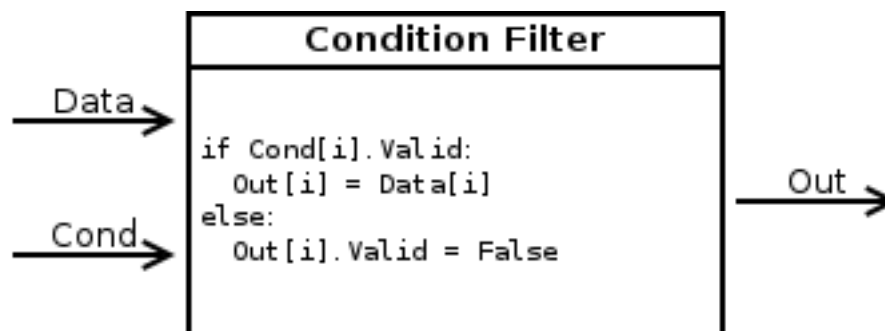 Condition Filter
Data
if Cond[i].Valid:
  Out[i] = Data[i]
else:
  Out[i].Valid = False
Cond
Out